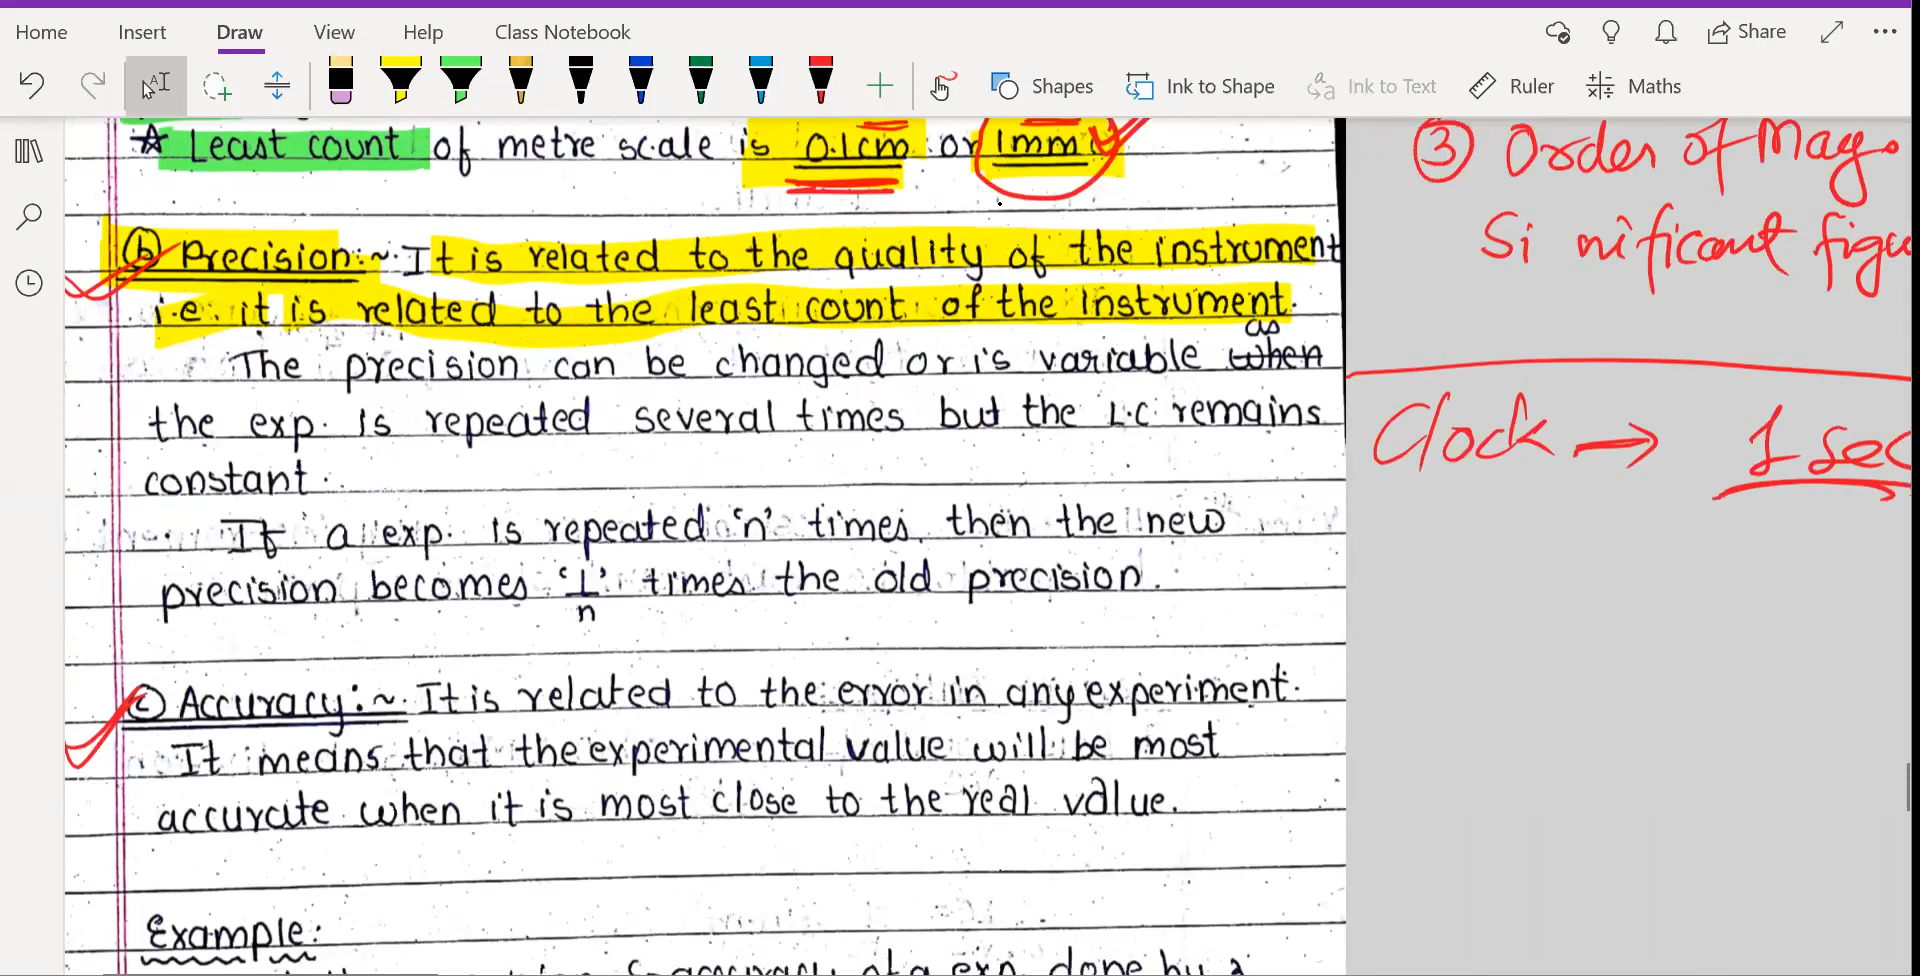 Home Insert Draw View Help Class Notebook Share
Shapes Ink to Shape Ink to Text Ruler Maths
☆ Least count of metre scale is 0.1cm or 1mm
(b) Precision:~ It is related to the quality of the instrument
i.e. it is related to the least count of the instrument.
as
The precision can be changed or is variable when
the exp. is repeated several times but the L.C remains
constant.
If a exp. is repeated 'n' times, then the new
precision becomes '1/n' times the old precision.
(c) Accuracy:~ It is related to the error in any experiment.
It means that the experimental value will be most
accurate when it is most close to the real value.
Example:
accuracy of a exp. done by a
③ Order of Mag.
Si nificant figu
Clock → 1 sec